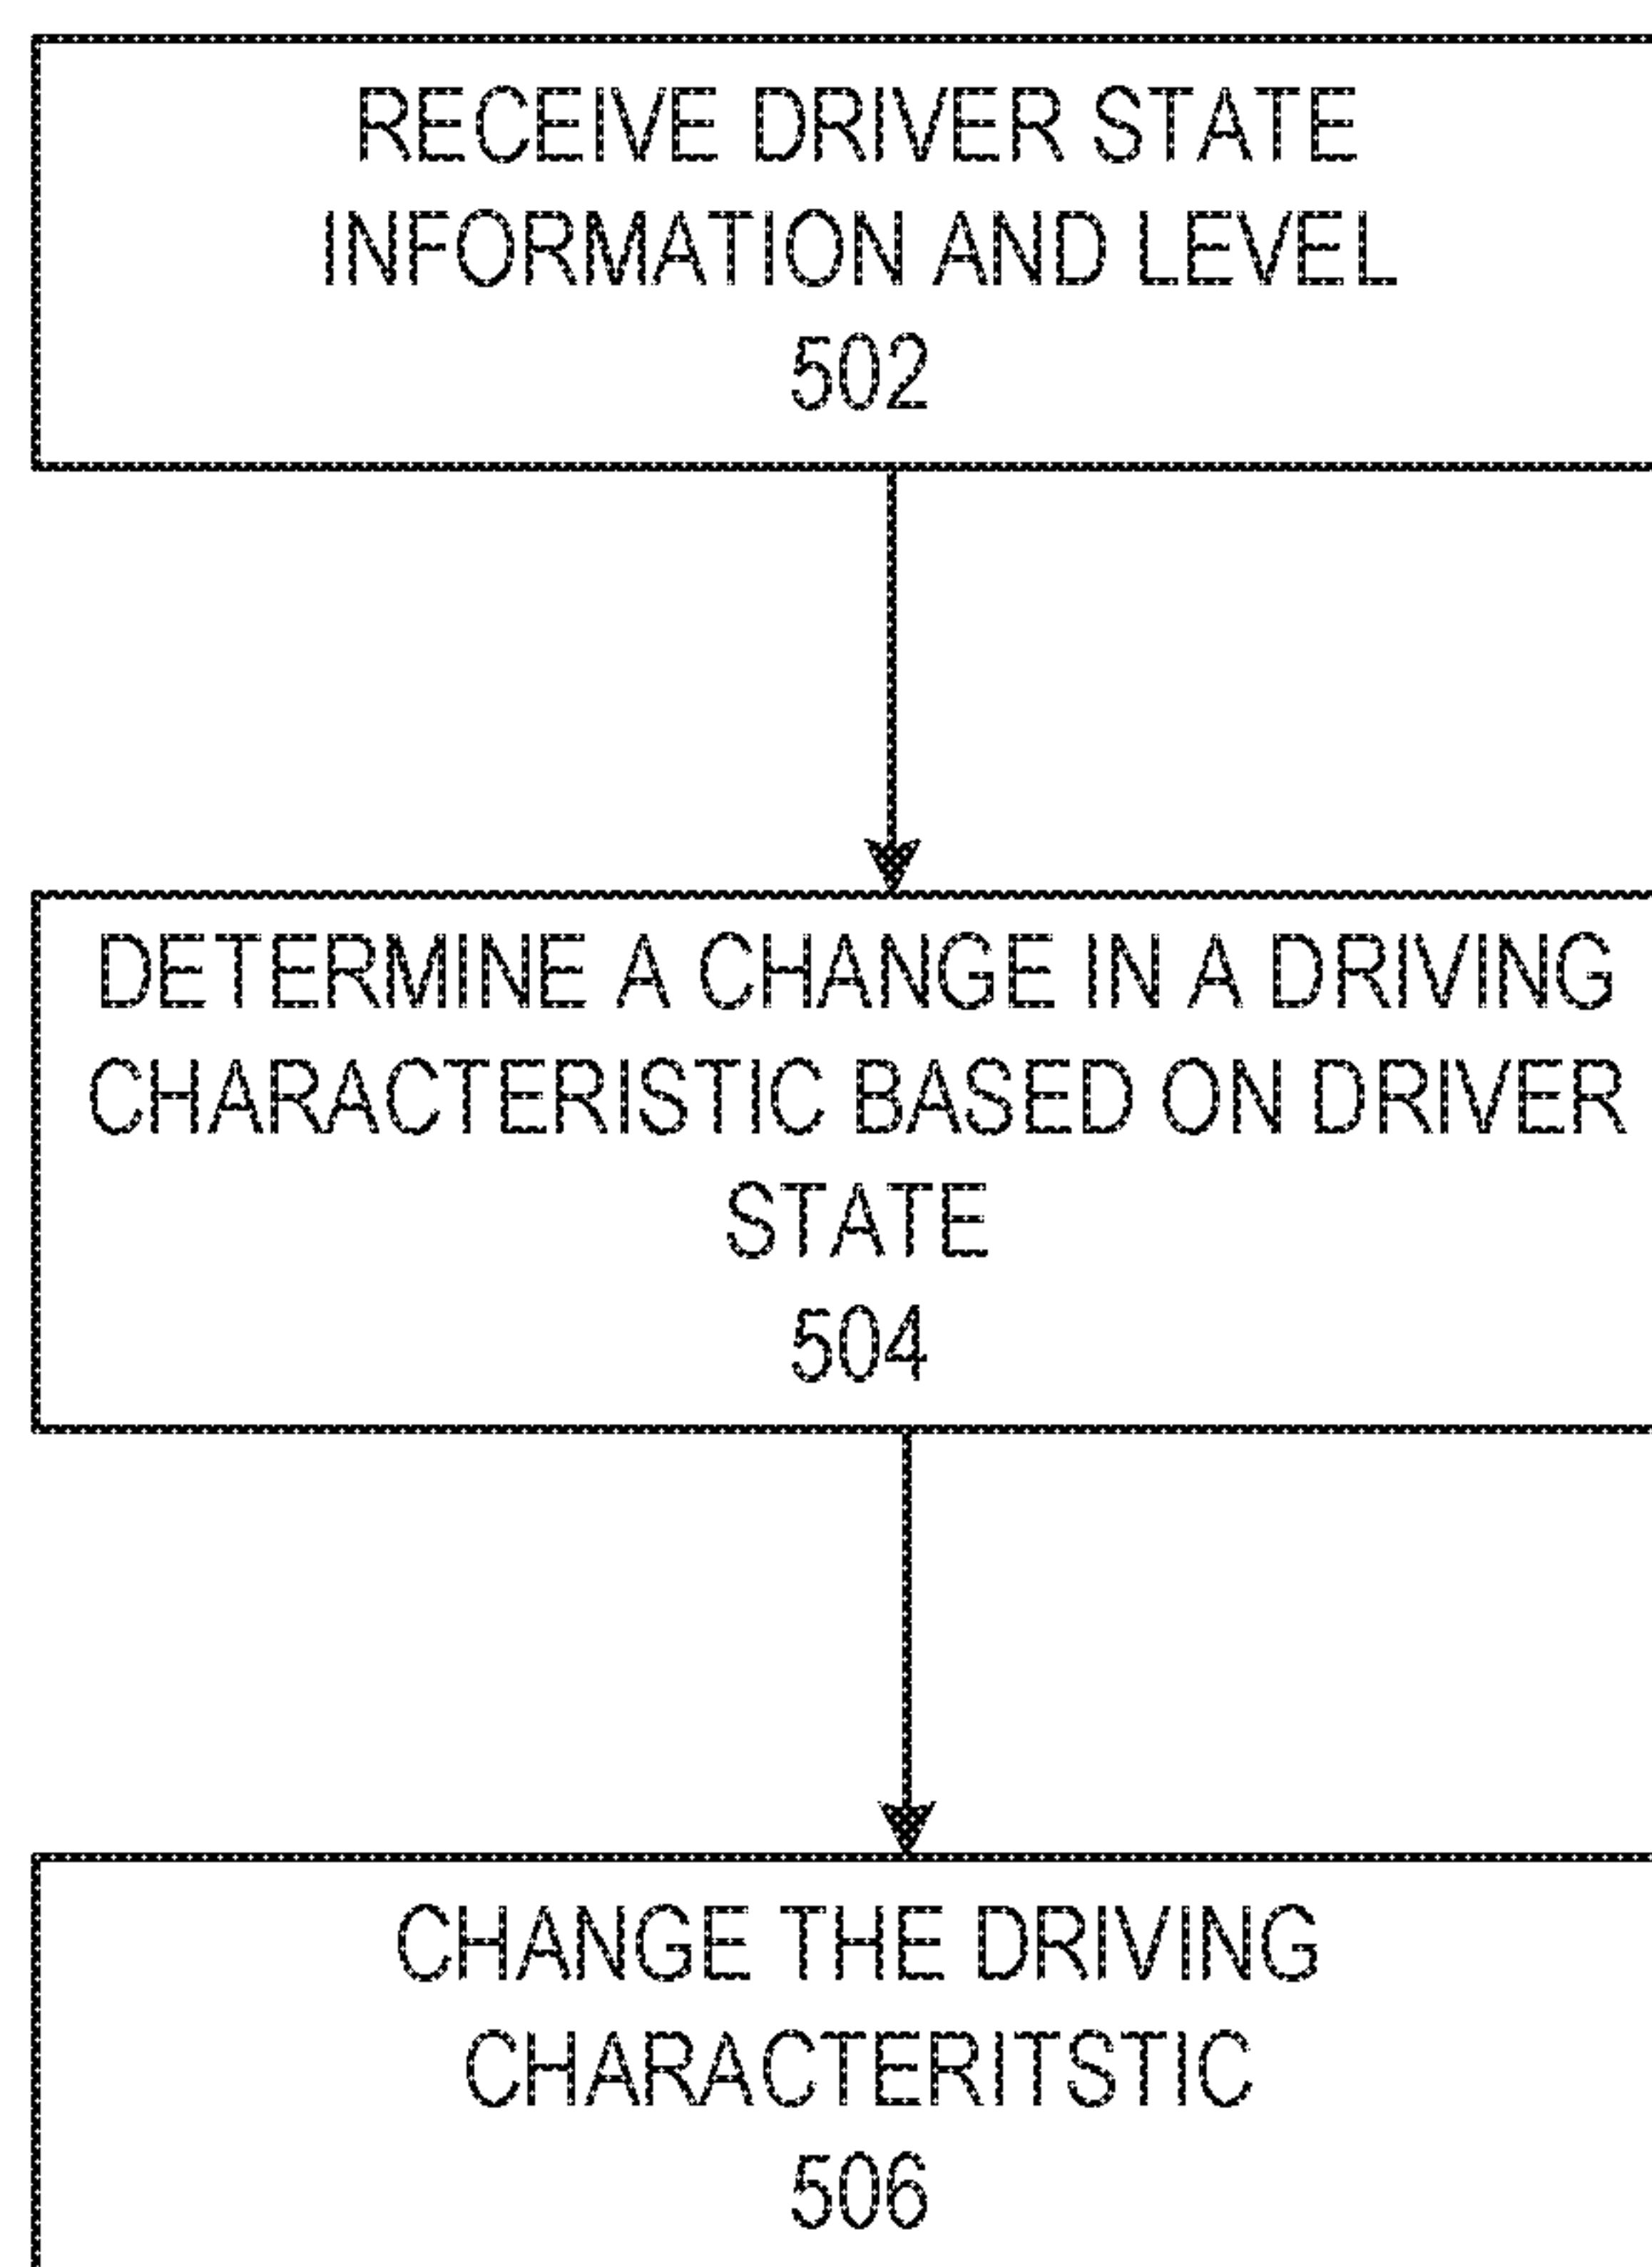 RECEIVE DRIVER STATE
INFORMATION AND LEVEL
502
DETERMINE A CHANGE IN A DRIVING
CHARACTERISTIC BASED ON DRIVER
STATE
504
CHANGE THE DRIVING
CHARACTERITSTIC
506